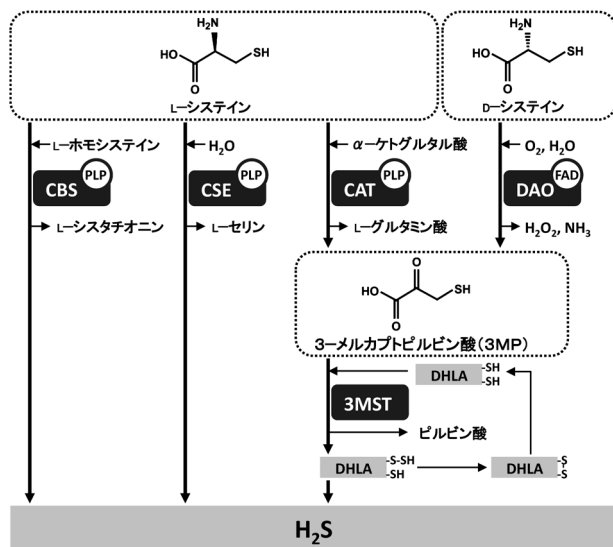 H₂N
HO
SH
O
L-システイン
H₂N
HO
SH
O
D-システイン
L-ホモシステイン
H₂O
α-ケトグルタル酸
O₂, H₂O
CBS
PLP
CSE
PLP
CAT
PLP
DAO
FAD
L-シスタチオニン
L-セリン
L-グルタミン酸
H₂O₂, NH₃
O
HO
SH
O
3-メルカプトピルビン酸(3MP)
DHLA
-SH
-SH
3MST
ピルビン酸
DHLA
-S-SH
-SH
DHLA
-S
-S
H₂S